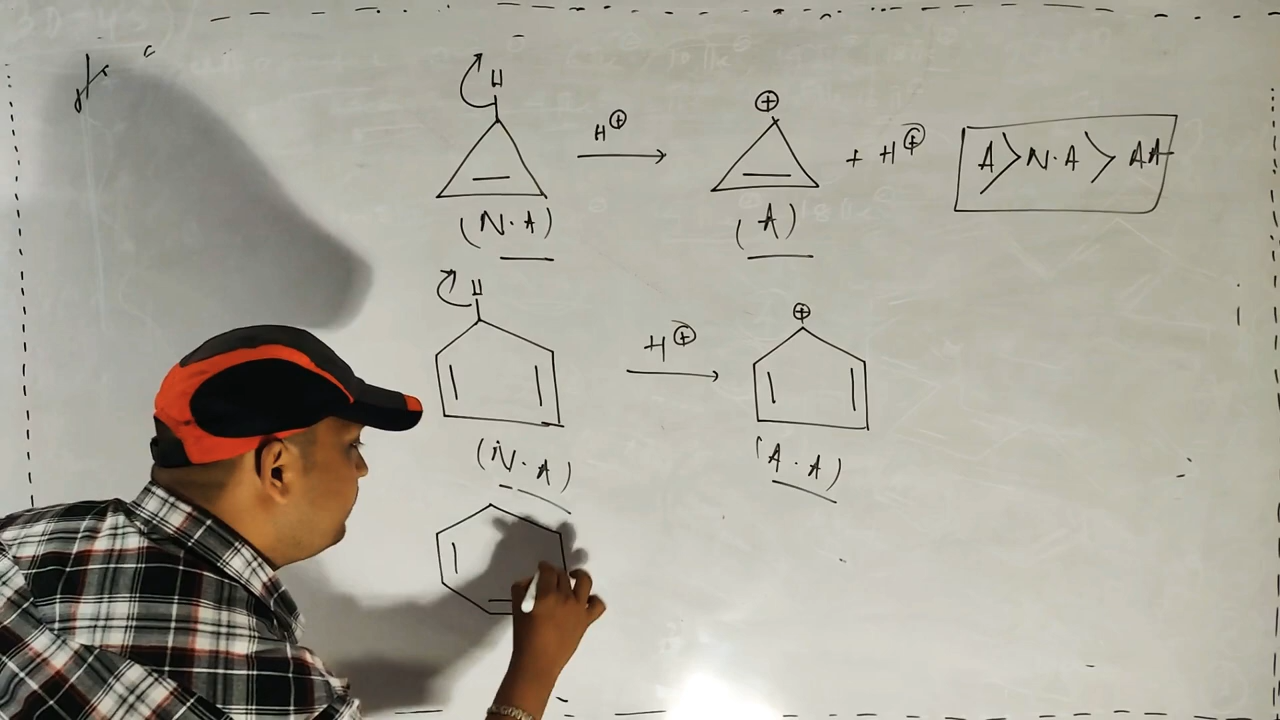 H
H⊕ ⊕ + H⊕ A > N·A > AA
(N·A) (A)
H
H⊕ ⊕
(N·A) (A·A)